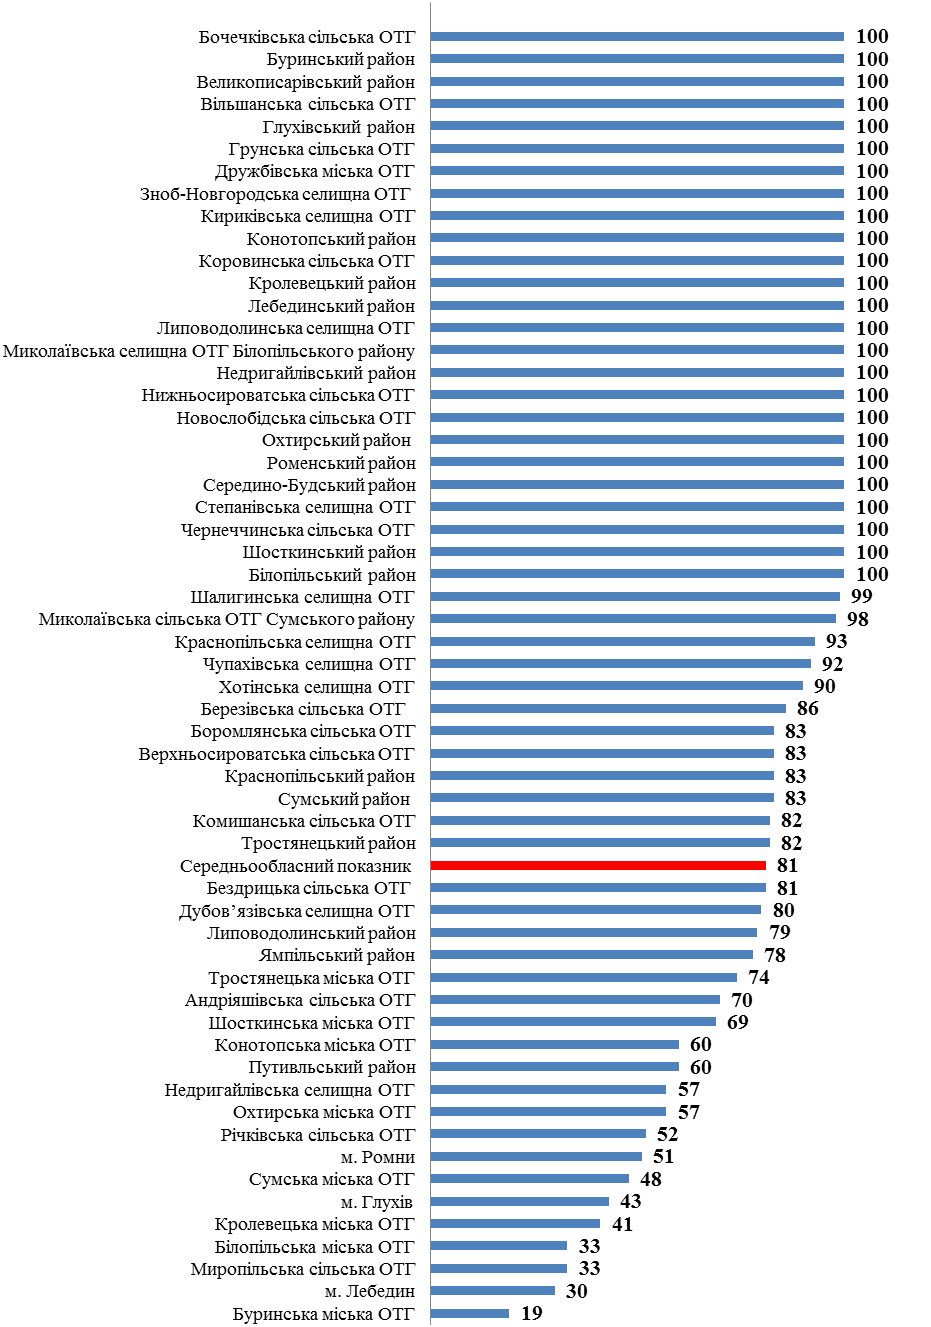 Бочечківська сільська ОТГ 100
Буринський район 100
Великописарівський район 100
Вільшанська сільська ОТГ 100
Глухівський район 100
Грунська сільська ОТГ 100
Дружбівська міська ОТГ 100
Зноб-Новгородська селищна ОТГ 100
Кириківська селищна ОТГ 100
Конотопський район 100
Коровинська сільська ОТГ 100
Кролевецький район 100
Лебединський район 100
Липоводолинська селищна ОТГ 100
Миколаївська селищна ОТГ Білопільського району 100
Недригайлівський район 100
Нижньосироватська сільська ОТГ 100
Новослобідська сільська ОТГ 100
Охтирський район 100
Роменський район 100
Середино-Будський район 100
Степанівська селищна ОТГ 100
Чернеччинська сільська ОТГ 100
Шосткинський район 100
Білопільський район 100
Шалигинська селищна ОТГ 99
Миколаївська сільська ОТГ Сумського району 98
Краснопільська селищна ОТГ 93
Чупахівська селищна ОТГ 92
Хотінська селищна ОТГ 90
Березівська сільська ОТГ 86
Боромлянська сільська ОТГ 83
Верхньосироватська сільська ОТГ 83
Краснопільський район 83
Сумський район 83
Комишанська сільська ОТГ 82
Тростянецький район 82
Середньообласний показник 81
Бездрицька сільська ОТГ 81
Дубов’язівська селищна ОТГ 80
Липоводолинський район 79
Ямпільський район 78
Тростянецька міська ОТГ 74
Андріяшівська сільська ОТГ 70
Шосткинська міська ОТГ 69
Конотопська міська ОТГ 60
Путивльський район 60
Недригайлівська селищна ОТГ 57
Охтирська міська ОТГ 57
Річківська сільська ОТГ 52
м. Ромни 51
Сумська міська ОТГ 48
м. Глухів 43
Кролевецька міська ОТГ 41
Білопільська міська ОТГ 33
Миропільська сільська ОТГ 33
м. Лебедин 30
Буринська міська ОТГ 19